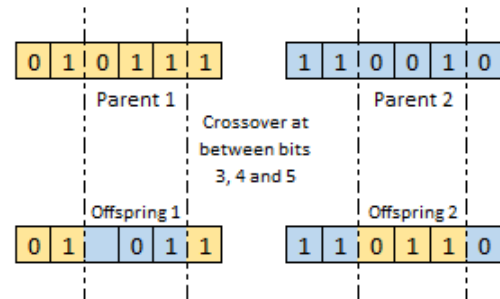 0 1 0 1 1 1
1 1 0 0 1 0
Parent 1
Parent 2
Crossover at
between bits
3, 4 and 5
Offspring 1
Offspring 2
0 1 0 1 1
1 1 0 1 1 0